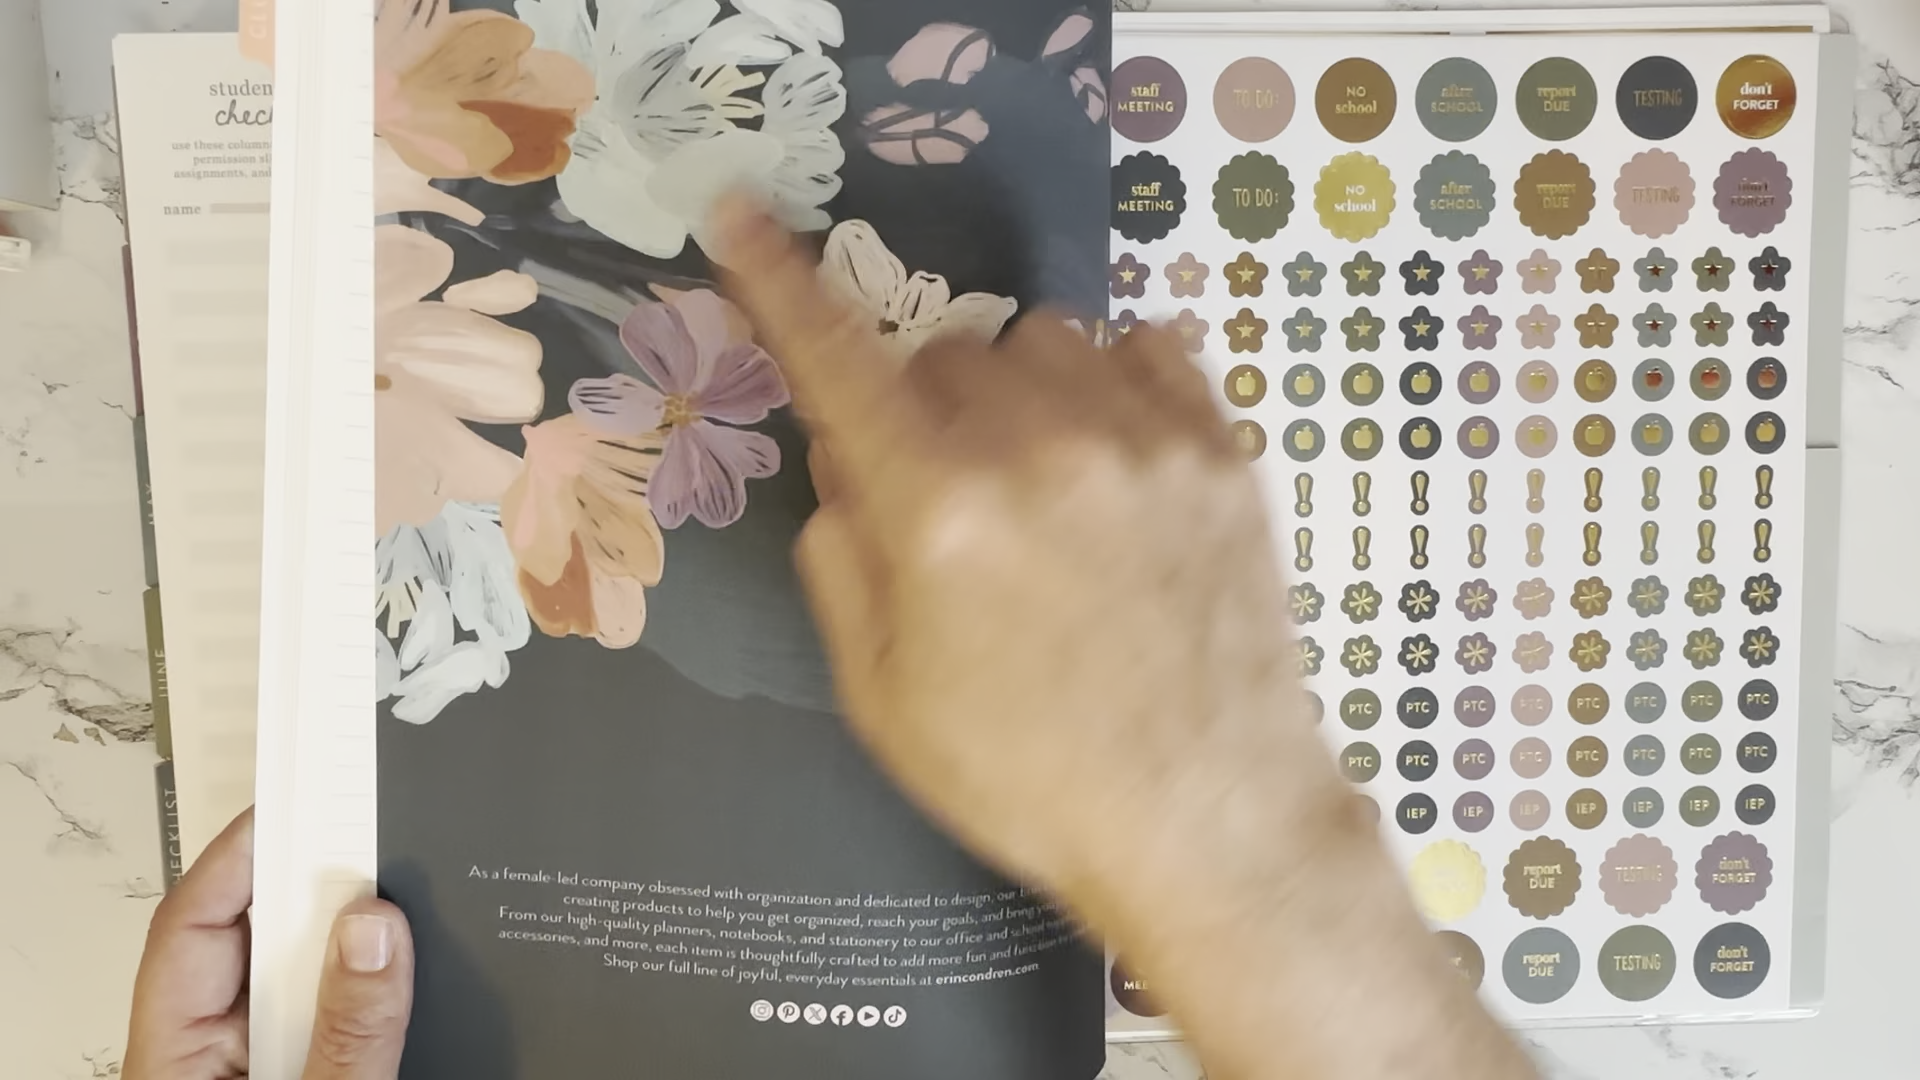 studen
chec
use these column
permission sl
assignments, an
name
MAY
JUNE
CHECKLIST
As a female-led company obsessed with organization and dedicated to design, our
creating products to help you get organized, reach your goals, and bring
From our high-quality planners, notebooks, and stationery to our office and school
accessories, and more, each item is thoughtfully crafted to add more fun and
Shop our full line of joyful, everyday essentials at erincondren.com
staff MEETING TO DO: NO school after SCHOOL report DUE TESTING don't FORGET
staff MEETING TO DO: NO school after SCHOOL report DUE TESTING don't FORGET
PTC PTC PTC PTC PTC PTC PTC PTC
PTC PTC PTC PTC PTC PTC PTC PTC
IEP IEP IEP IEP IEP IEP IEP
report DUE TESTING don't FORGET
report DUE TESTING don't FORGET